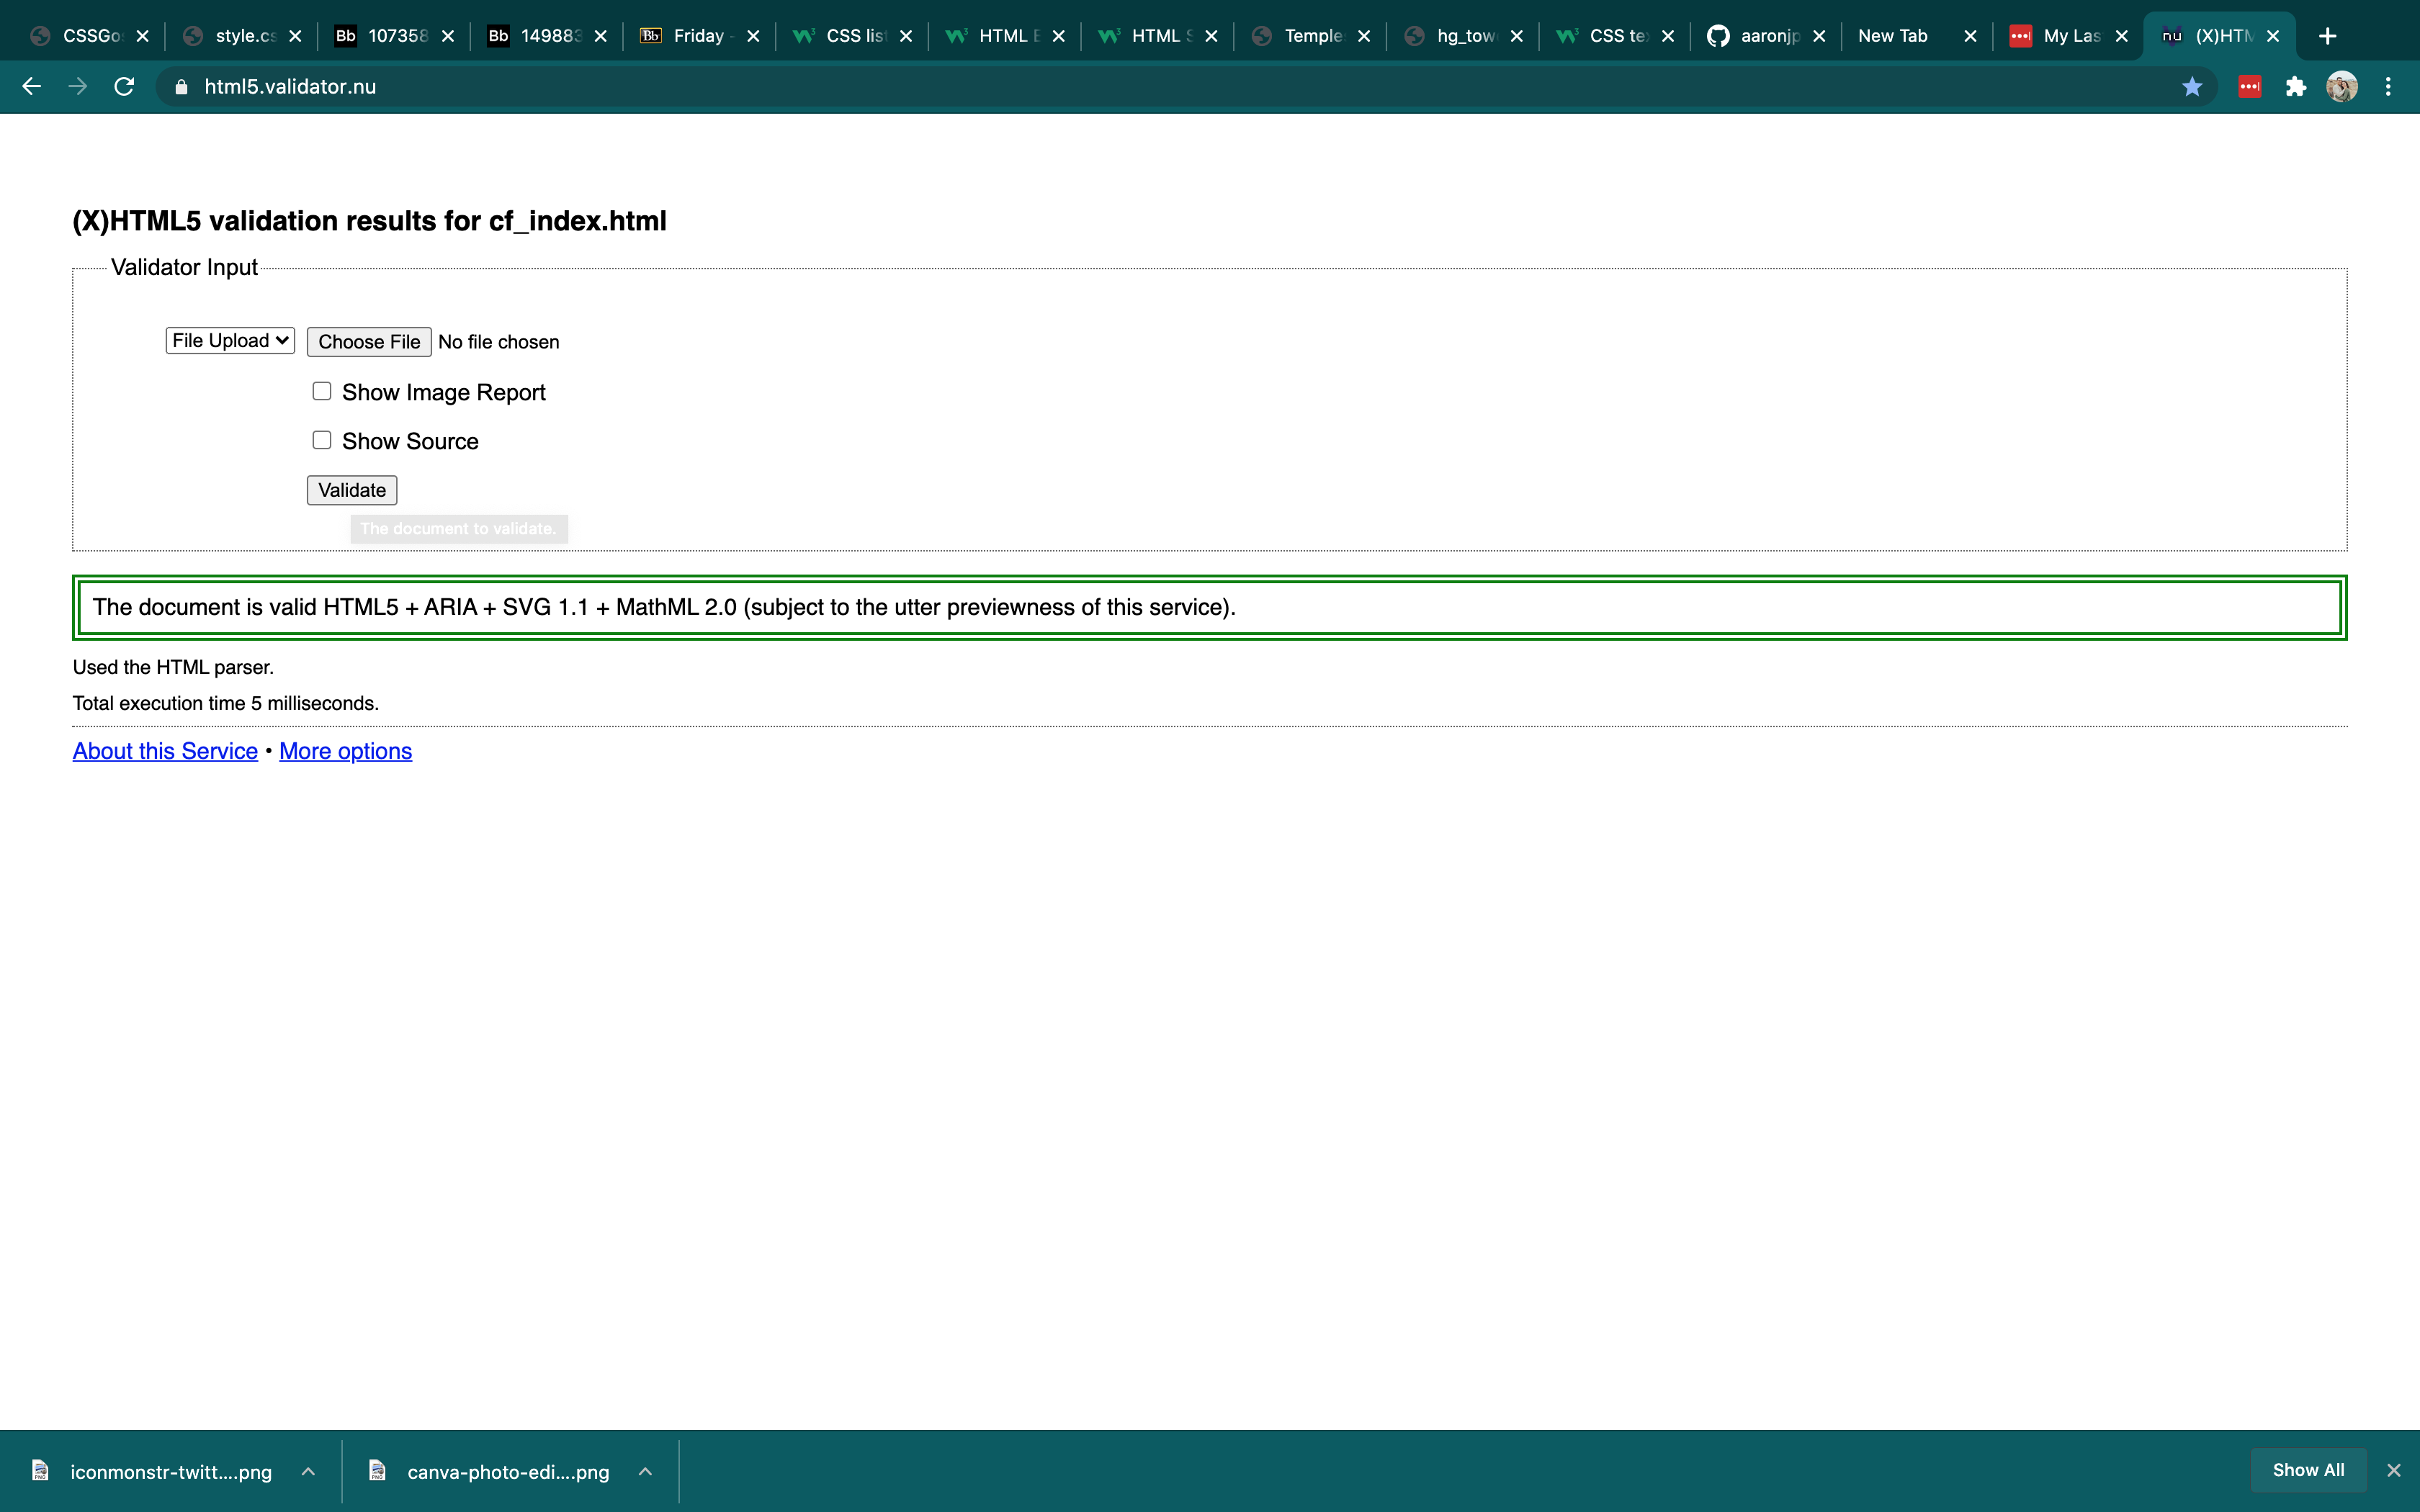 CSSGo
style.cs
Bb 107358
Bb 149883
Bb Friday -
CSS list
HTML E
HTML S
Temple
hg_tow
CSS te
aaronjp
New Tab
My Las
nu (X)HTM
html5.validator.nu
(X)HTML5 validation results for cf_index.html
Validator Input
File Upload Choose File No file chosen
Show Image Report
Show Source
Validate
The document to validate.
The document is valid HTML5 + ARIA + SVG 1.1 + MathML 2.0 (subject to the utter previewness of this service).
Used the HTML parser.
Total execution time 5 milliseconds.
About this Service • More options
iconmonstr-twitt....png
canva-photo-edi....png
Show All